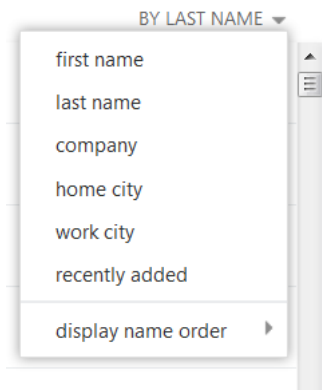 BY LAST NAME
first name
last name
company
home city
work city
recently added
display name order